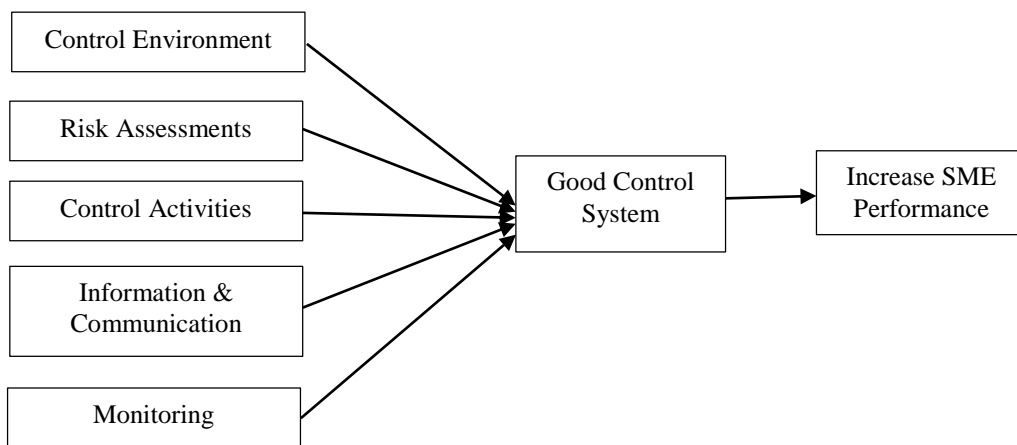 Control Environment
Risk Assessments
Control Activities
Information &
Communication
Monitoring
Good Control
System
Increase SME
Performance